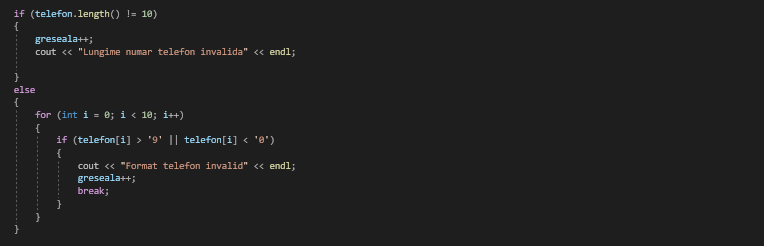 if (telefon.length() != 10)
{
greseala++;
cout << "Lungime numar telefon invalida" << endl;
}
else
{
for (int i = 0; i < 10; i++)
{
if (telefon[i] > '9' || telefon[i] < '0')
{
cout << "Format telefon invalid" << endl;
greseala++;
break;
}
}
}